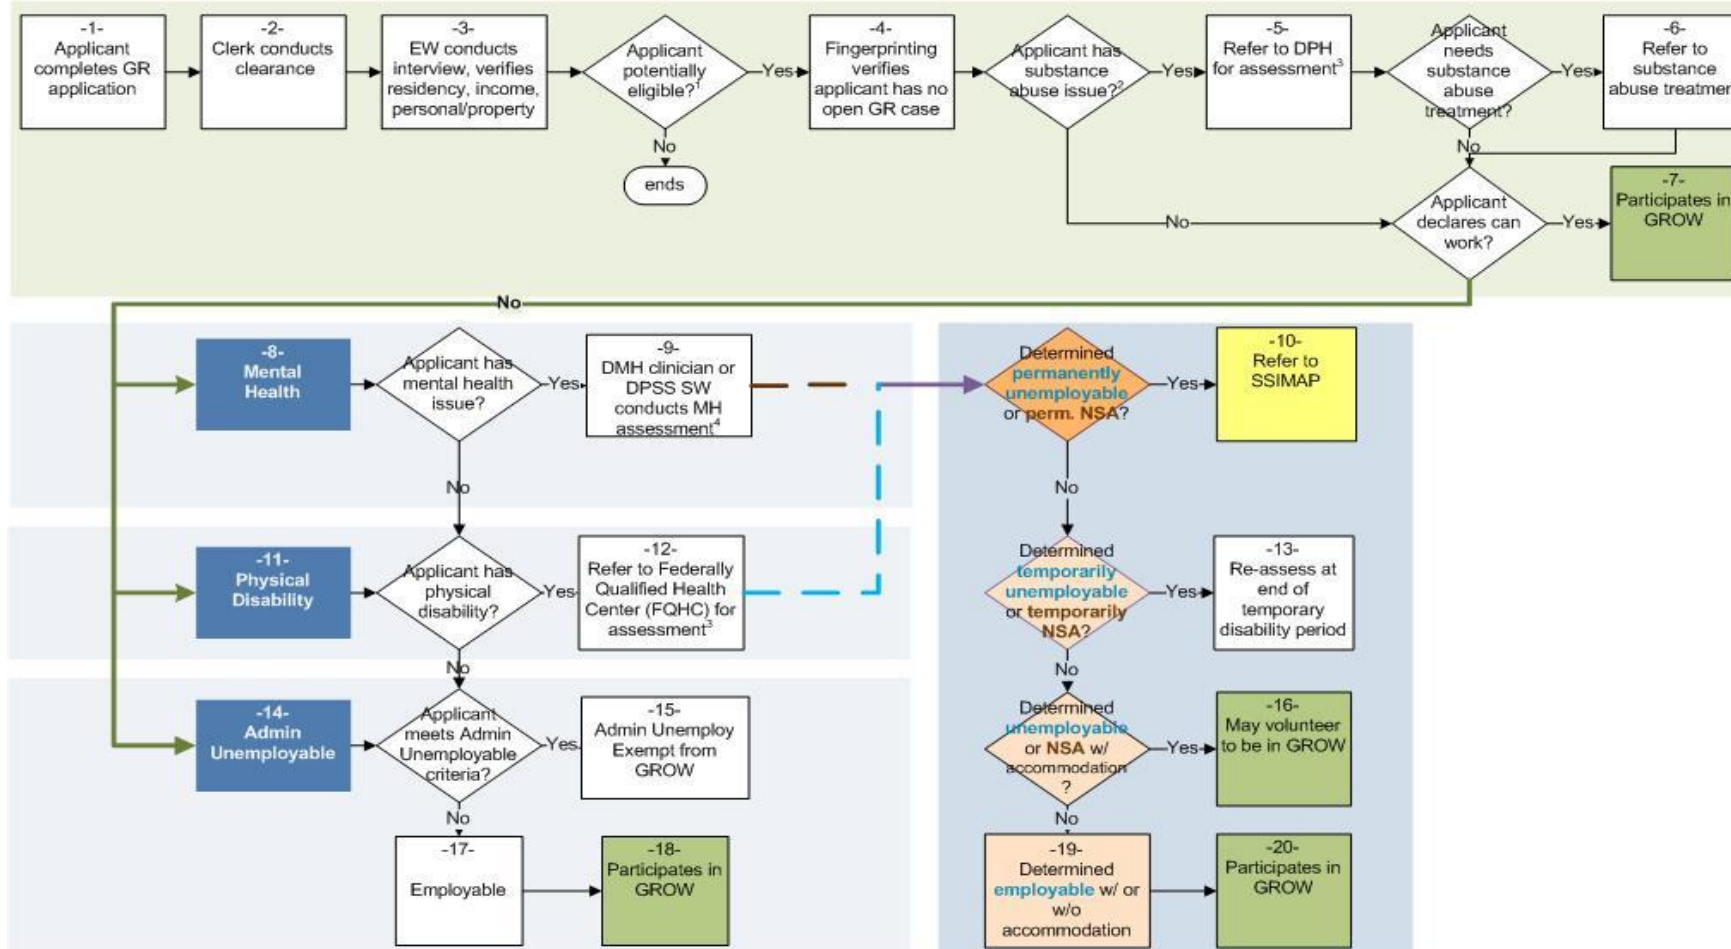 -1-
Applicant
completes GR
application
-2-
Clerk conducts
clearance
-3-
EW conducts
interview, verifies
residency, income,
personal/property
Applicant
potentially
eligible?1
Yes
No
ends
-4-
Fingerprinting
verifies
applicant has no
open GR case
Applicant has
substance
abuse issue?2
Yes
No
-5-
Refer to DPH
for assessment3
Applicant
needs
substance
abuse
treatment?
Yes
No
-6-
Refer to
substance
abuse treatmen
Applicant
declares can
work?
Yes
-7-
Participates in
GROW
No
-8-
Mental
Health
Applicant has
mental health
issue?
Yes
No
-9-
DMH clinician or
DPSS SW
conducts MH
assessment4
Determined
permanently
unemployable
or perm. NSA?
Yes
No
-10-
Refer to
SSIMAP
-11-
Physical
Disability
Applicant has
physical
disability?
Yes
No
-12-
Refer to Federally
Qualified Health
Center (FQHC) for
assessment3
Determined
temporarily
unemployable
or temporarily
NSA?
Yes
No
-13-
Re-assess at
end of
temporary
disability period
-14-
Admin
Unemployable
Applicant
meets Admin
Unemployable
criteria?
Yes
No
-15-
Admin Unemploy
Exempt from
GROW
Determined
unemployable
or NSA w/
accommodation
?
Yes
No
-16-
May volunteer
to be in GROW
-17-
Employable
-18-
Participates in
GROW
-19-
Determined
employable w/ or
w/o
accommodation
-20-
Participates in
GROW